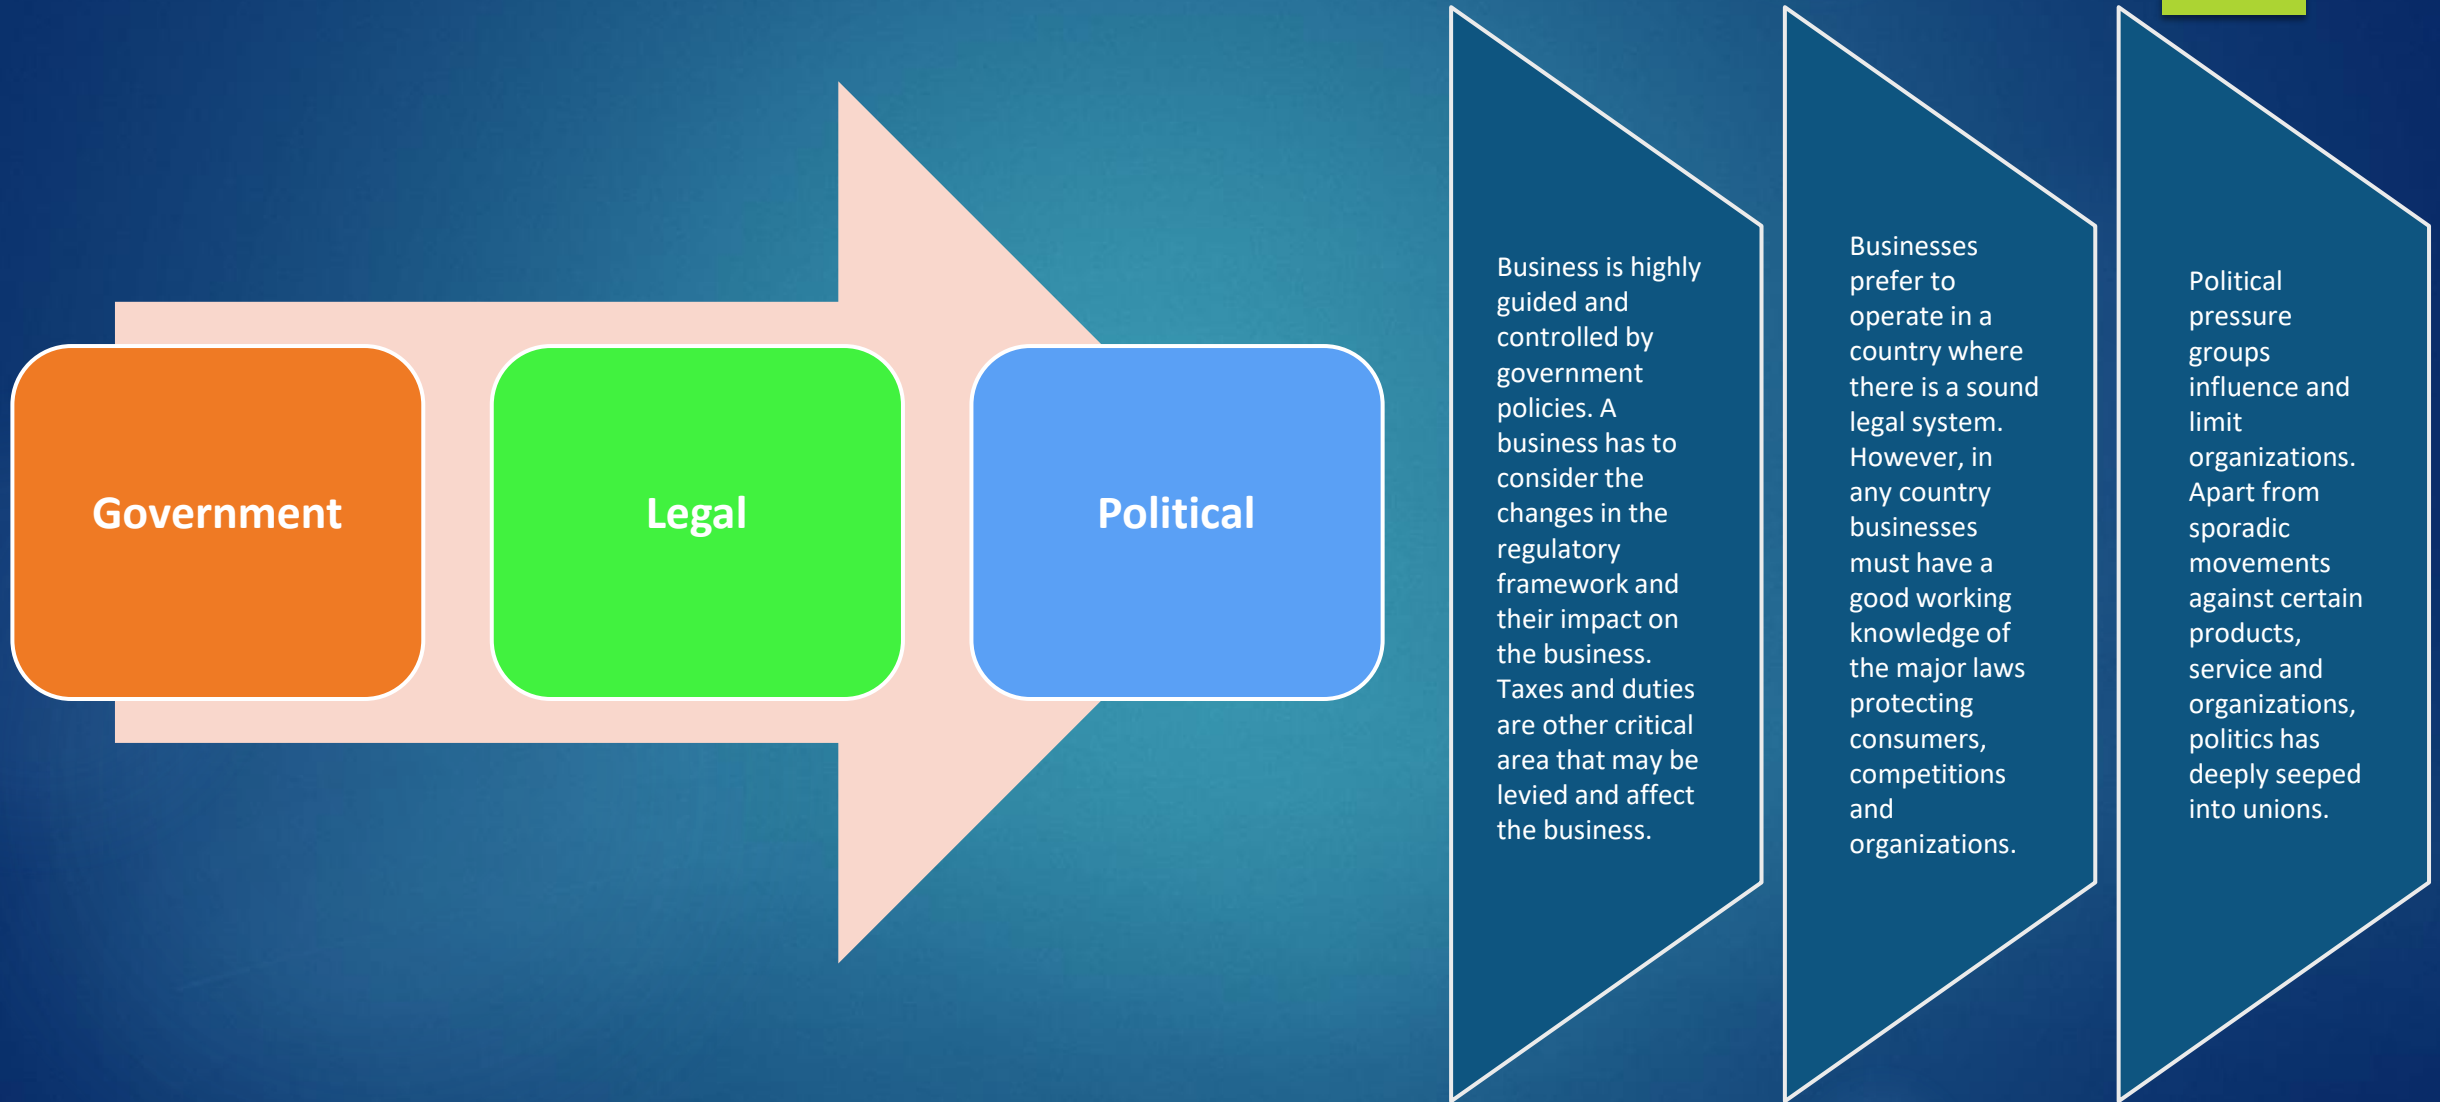 Government
Legal
Political
Business is highly
guided and
controlled by
government
policies. A
business has to
consider the
changes in the
regulatory
framework and
their impact on
the business.
Taxes and duties
are other critical
area that may be
levied and affect
the business.
Businesses
prefer to
operate in a
country where
there is a sound
legal system.
However, in
any country
businesses
must have a
good working
knowledge of
the major laws
protecting
consumers,
competitions
and
organizations.
Political
pressure
groups
influence and
limit
organizations.
Apart from
sporadic
movements
against certain
products,
service and
organizations,
politics has
deeply seeped
into unions.